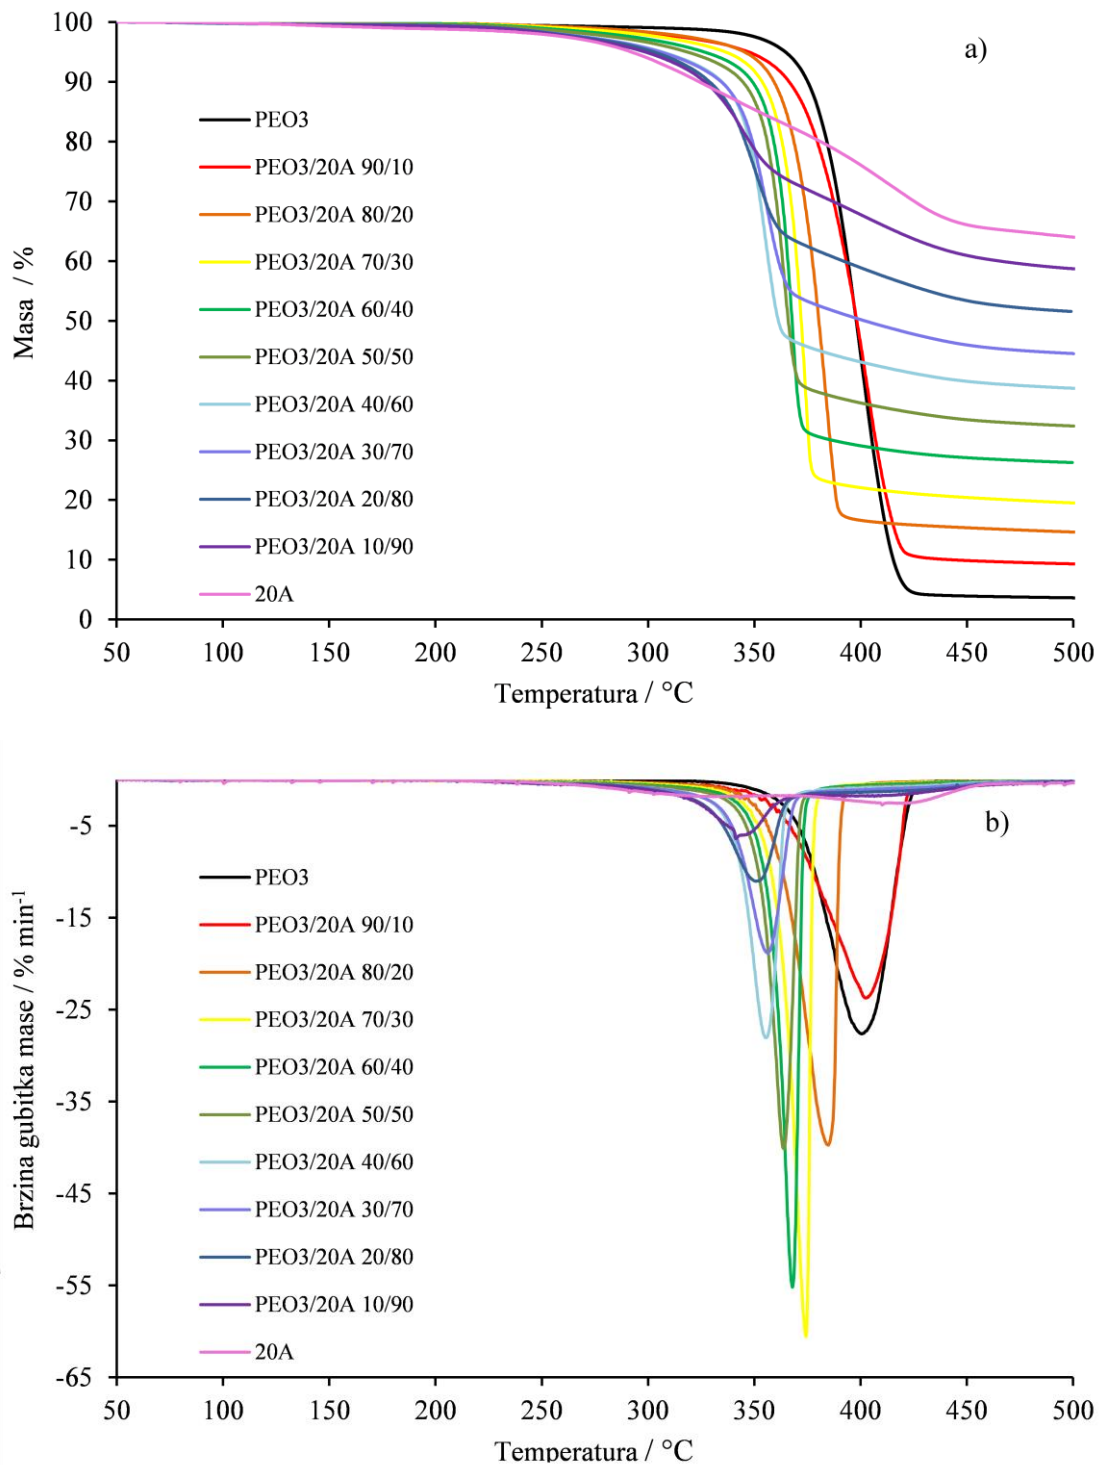 a)
100
90
80
70
60
50
40
30
20
10
0
Masa / %
PEO3
PEO3/20A 90/10
PEO3/20A 80/20
PEO3/20A 70/30
PEO3/20A 60/40
PEO3/20A 50/50
PEO3/20A 40/60
PEO3/20A 30/70
PEO3/20A 20/80
PEO3/20A 10/90
20A
50 100 150 200 250 300 350 400 450 500
Temperatura / °C
b)
-5
-15
-25
-35
-45
-55
-65
Brzina gubitka mase / % min⁻¹
PEO3
PEO3/20A 90/10
PEO3/20A 80/20
PEO3/20A 70/30
PEO3/20A 60/40
PEO3/20A 50/50
PEO3/20A 40/60
PEO3/20A 30/70
PEO3/20A 20/80
PEO3/20A 10/90
20A
50 100 150 200 250 300 350 400 450 500
Temperatura / °C